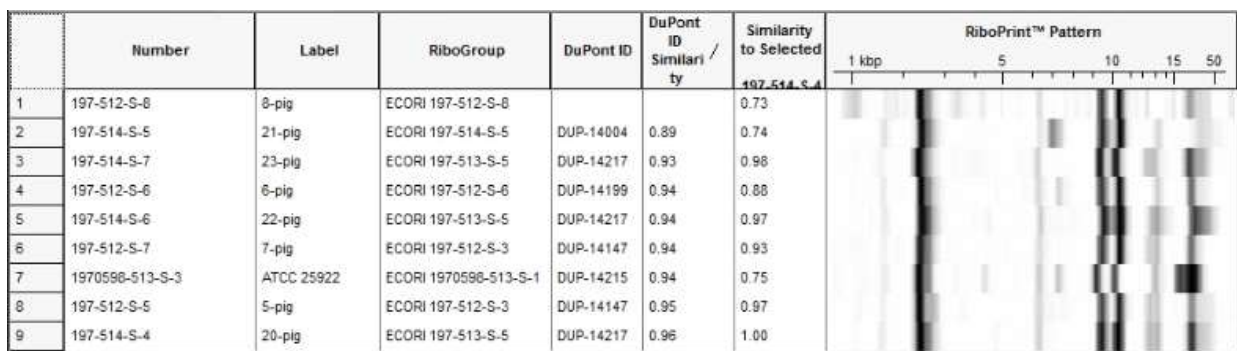 Number Label RiboGroup DuPont ID DuPont ID Similari / ty Similarity to Selected 197-514-S-4 RiboPrint™ Pattern
1 kbp 5 10 15 50
1 197-512-S-8 8-pig ECORI 197-512-S-8 0.73
2 197-514-S-5 21-pig ECORI 197-514-S-5 DUP-14004 0.89 0.74
3 197-514-S-7 23-pig ECORI 197-513-S-5 DUP-14217 0.93 0.98
4 197-512-S-6 6-pig ECORI 197-512-S-6 DUP-14199 0.94 0.88
5 197-514-S-6 22-pig ECORI 197-513-S-5 DUP-14217 0.94 0.97
6 197-512-S-7 7-pig ECORI 197-512-S-3 DUP-14147 0.94 0.93
7 1970598-513-S-3 ATCC 25922 ECORI 1970598-513-S-1 DUP-14215 0.94 0.75
8 197-512-S-5 5-pig ECORI 197-512-S-3 DUP-14147 0.95 0.97
9 197-514-S-4 20-pig ECORI 197-513-S-5 DUP-14217 0.96 1.00